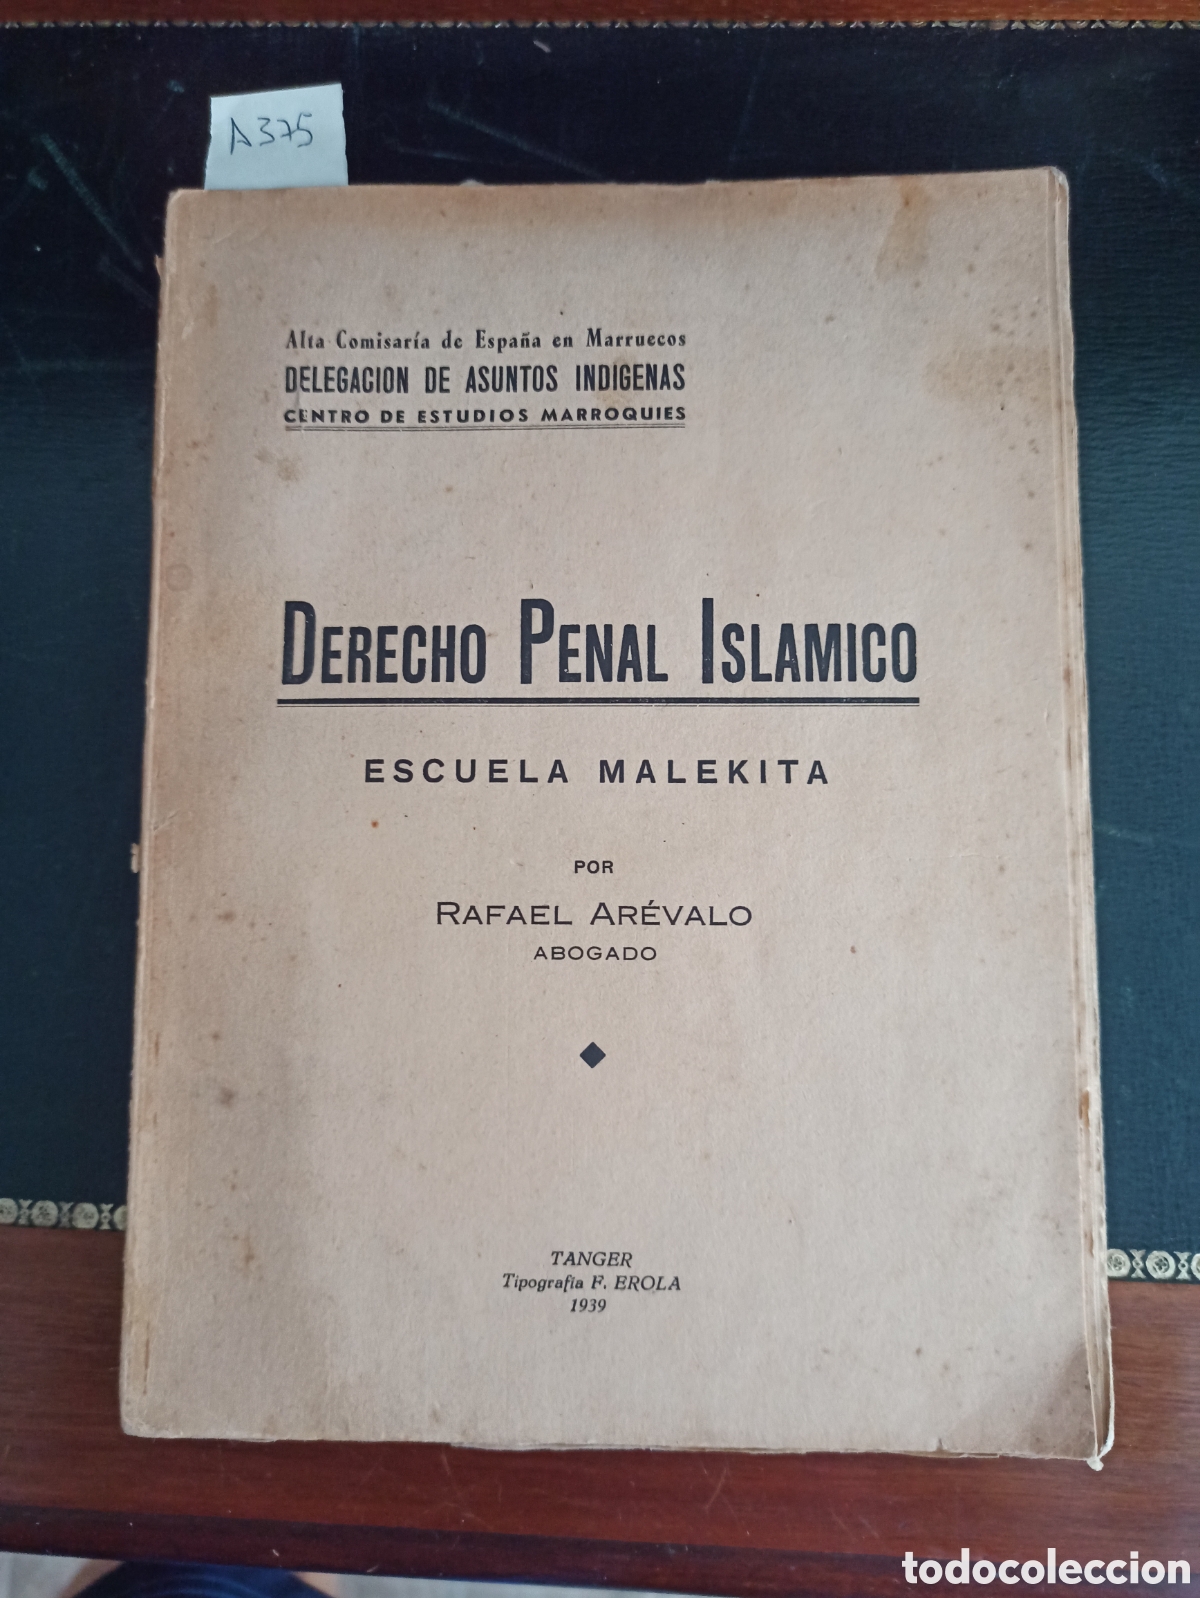 A375
Alta Comisaría de España en Marruecos
DELEGACION DE ASUNTOS INDIGENAS
CENTRO DE ESTUDIOS MARROQUIES
DERECHO PENAL ISLAMICO
ESCUELA MALEKITA
POR
RAFAEL ARÉVALO
ABOGADO
TANGER
Tipografía F. EROLA
1939
todocoleccion